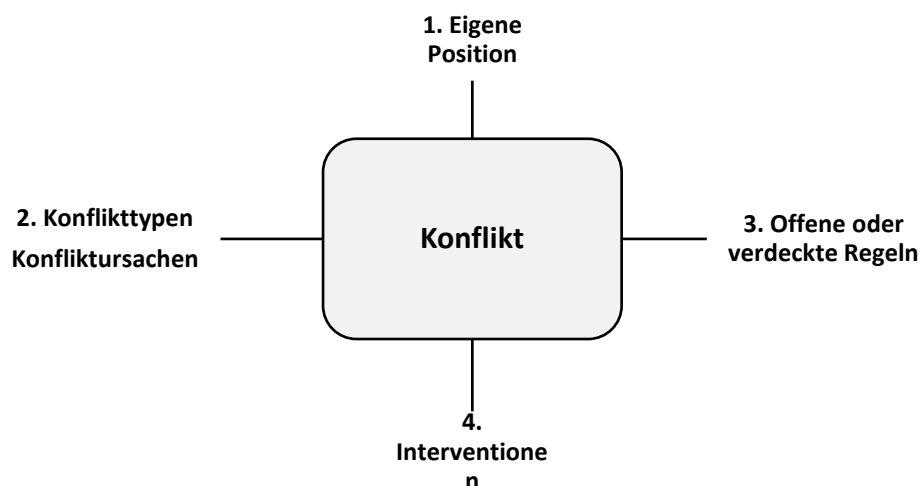 1. Eigene
Position
2. Konflikttypen
Konfliktursachen
Konflikt
3. Offene oder
verdeckte Regeln
4.
Interventione
n